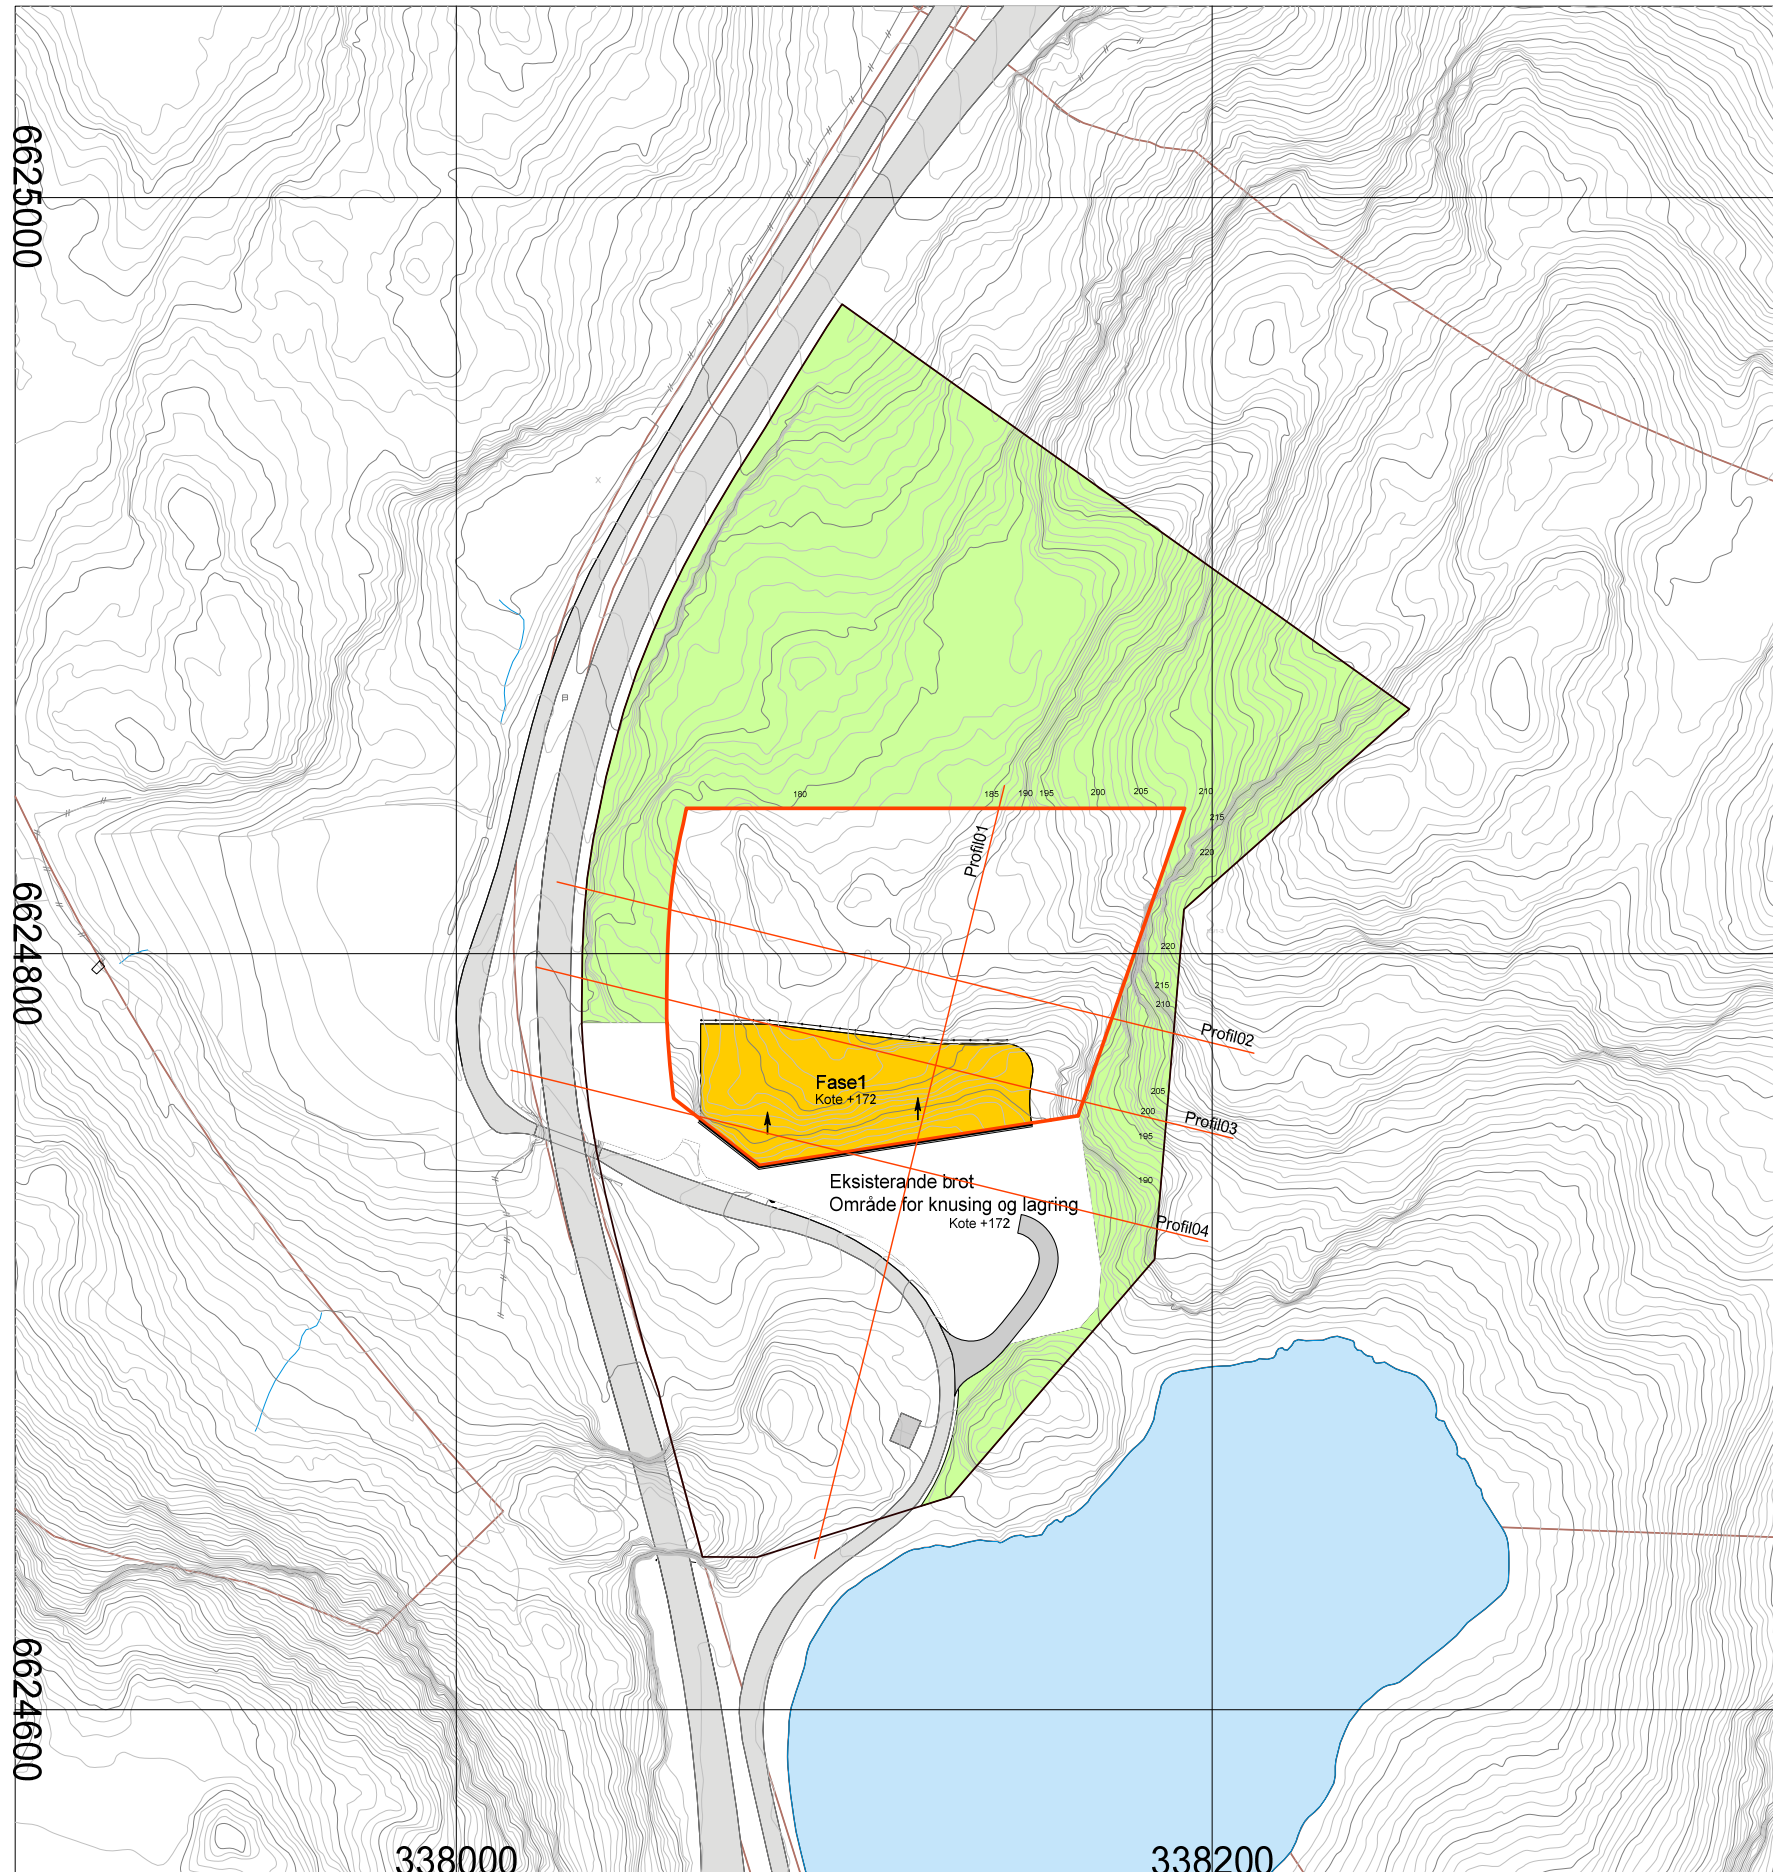 6625000
180
185
190
195
200
205
210
215
220
Profil01
6624800
220
215
210
Profil02
Fase1
Kote +172
205
200
195
Profil03
190
Eksisterande brot
Område for knusing og lagring
Kote +172
Profil04
6624600
338000
338200